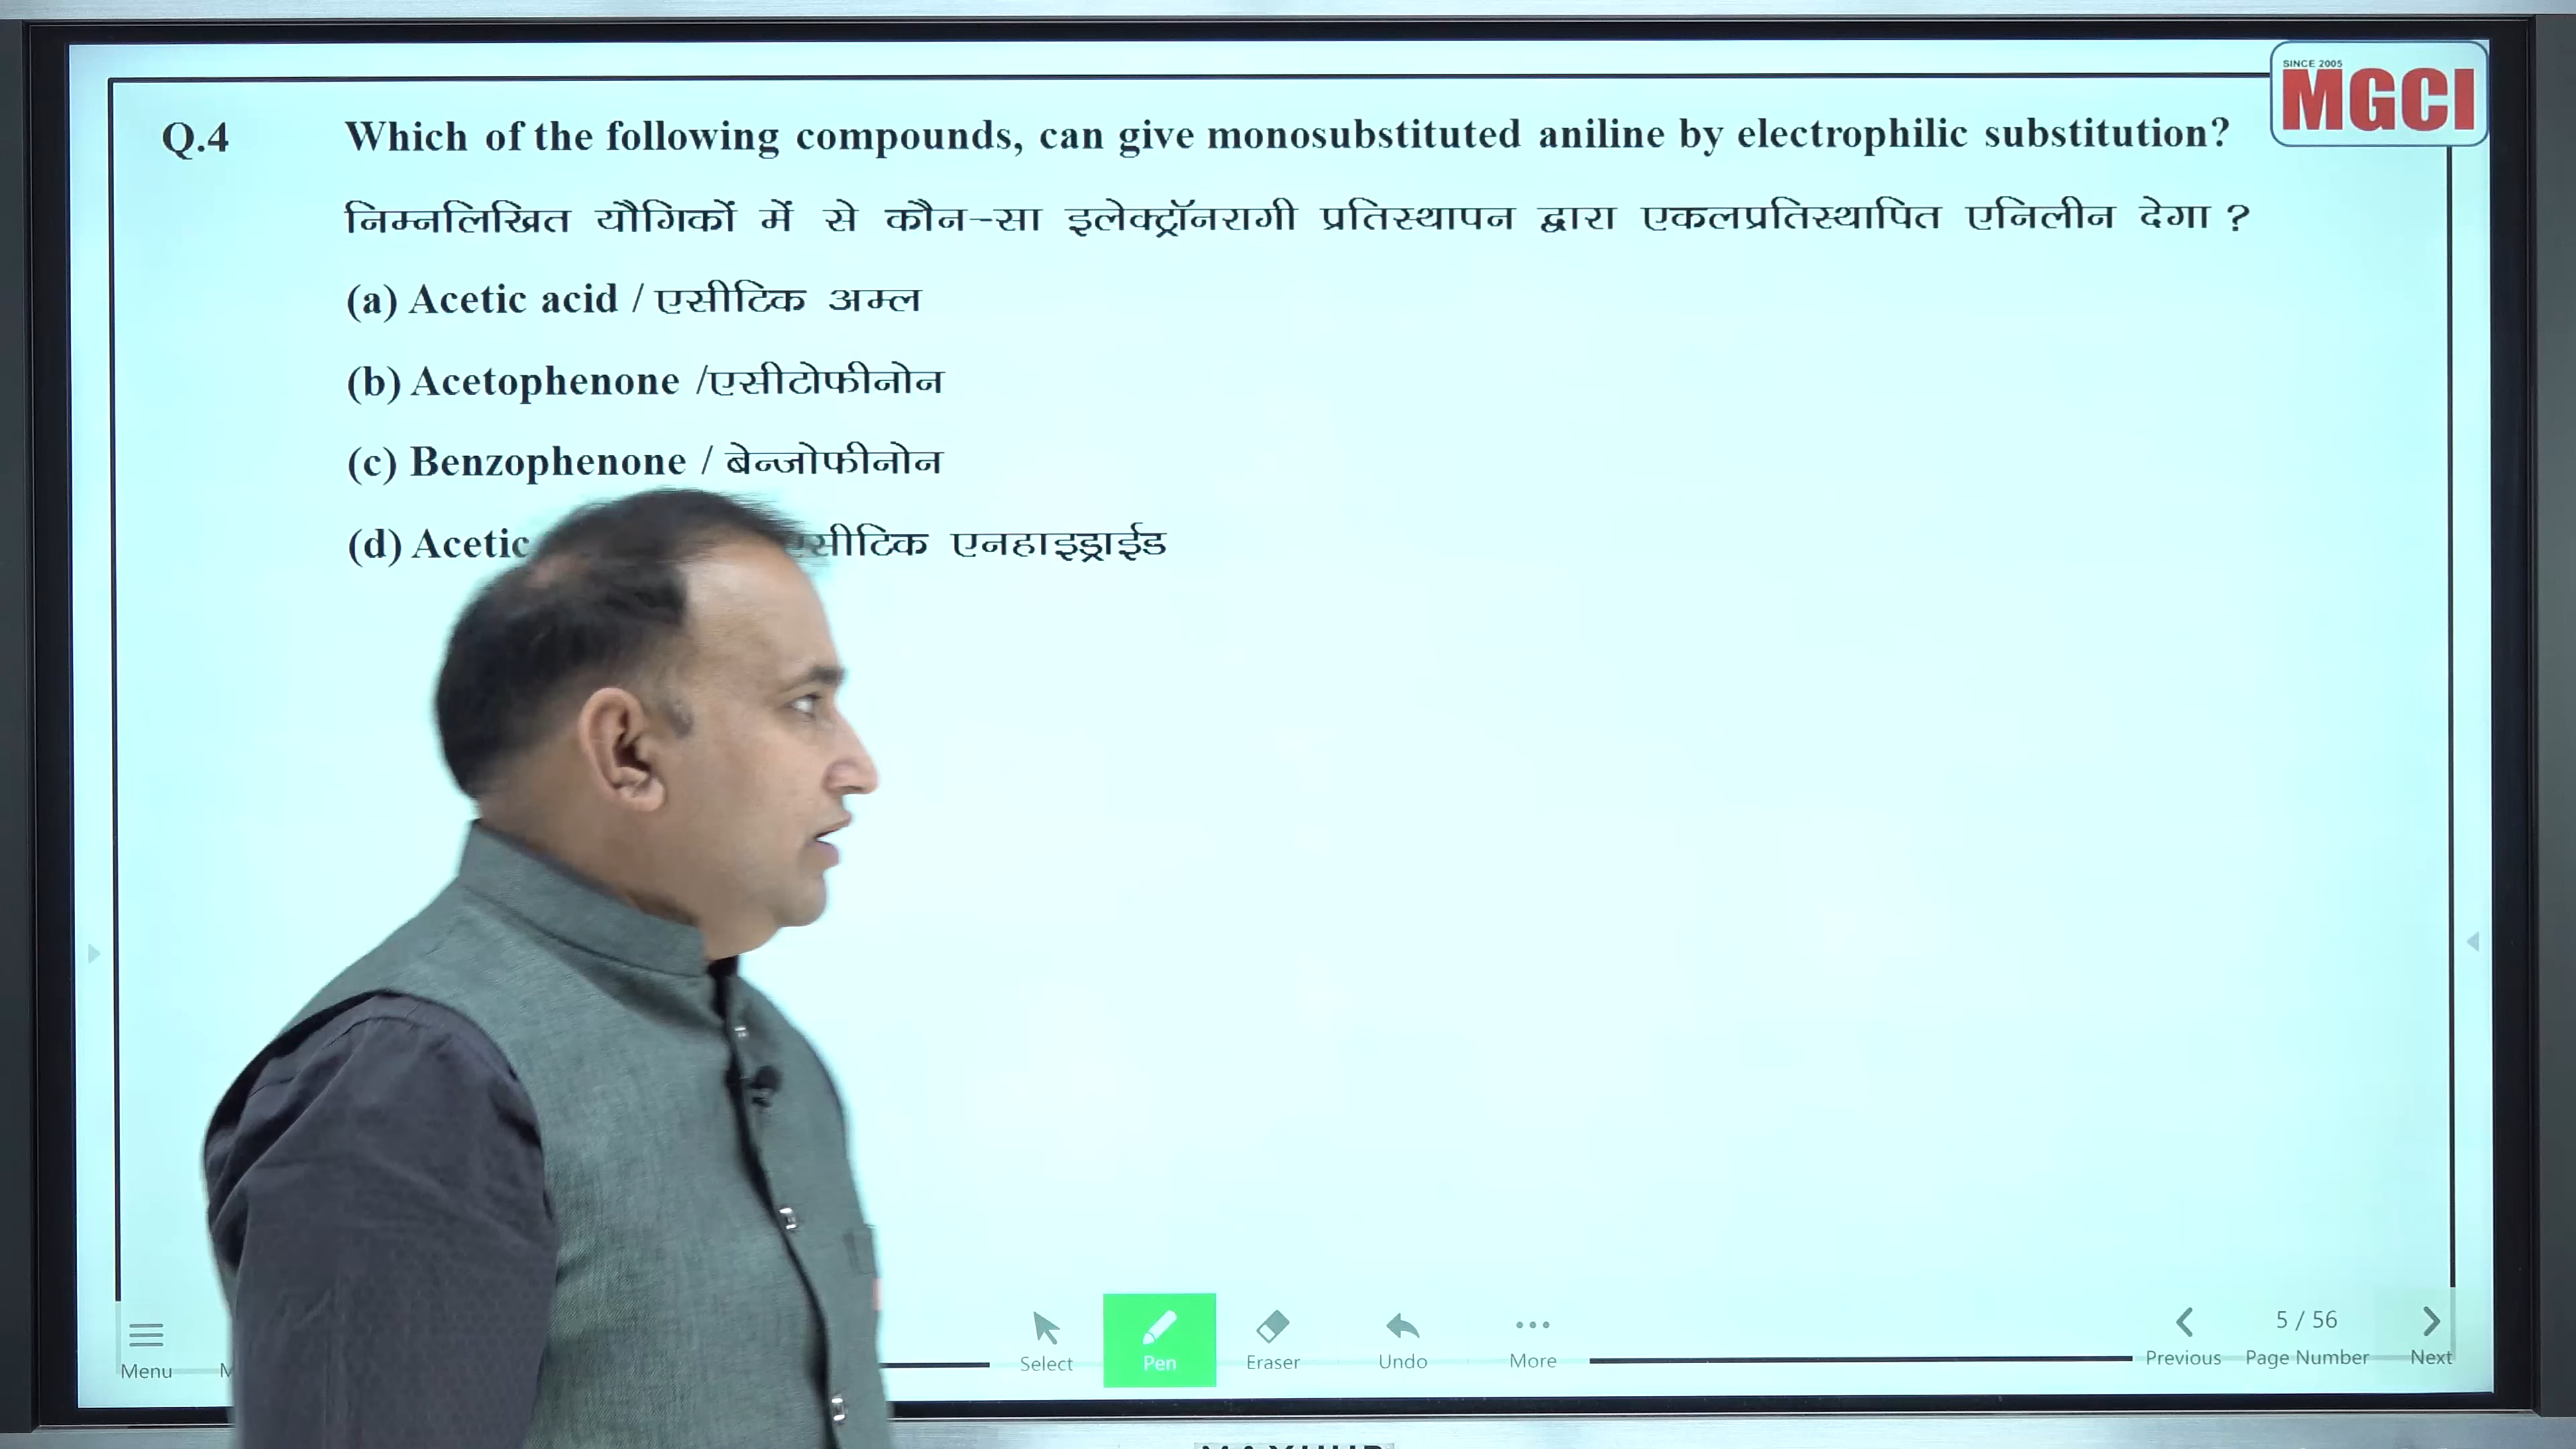 SINCE 2005
MGCI
Q.4 Which of the following compounds, can give monosubstituted aniline by electrophilic substitution?
निम्नलिखित यौगिकों में से कौन-सा इलेक्ट्रॉनरागी प्रतिस्थापन द्वारा एकलप्रतिस्थापित एनिलीन देगा ?
(a) Acetic acid / एसीटिक अम्ल
(b) Acetophenone /एसीटोफीनोन
(c) Benzophenone / बेन्जोफीनोन
(d) Acetic एसीटिक एनहाइड्राईड
Menu
Select
Pen
Eraser
Undo
More
Previous
5 / 56
Page Number
Next